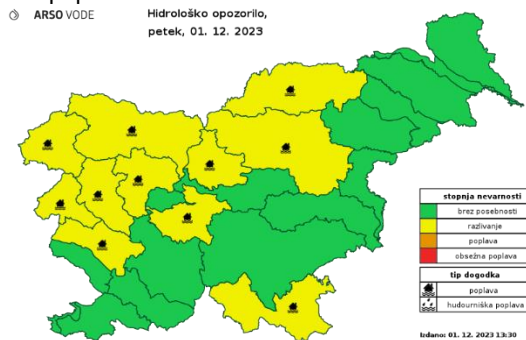 ARSO VODE
Hidrološko opozorilo,
petek, 01. 12. 2023
stopnja nevarnosti
brez posebnosti
razlivanje
poplava
obsežna poplava
tip dogodka
poplava
hudourniška poplava
Izdano: 01. 12. 2023 13:30